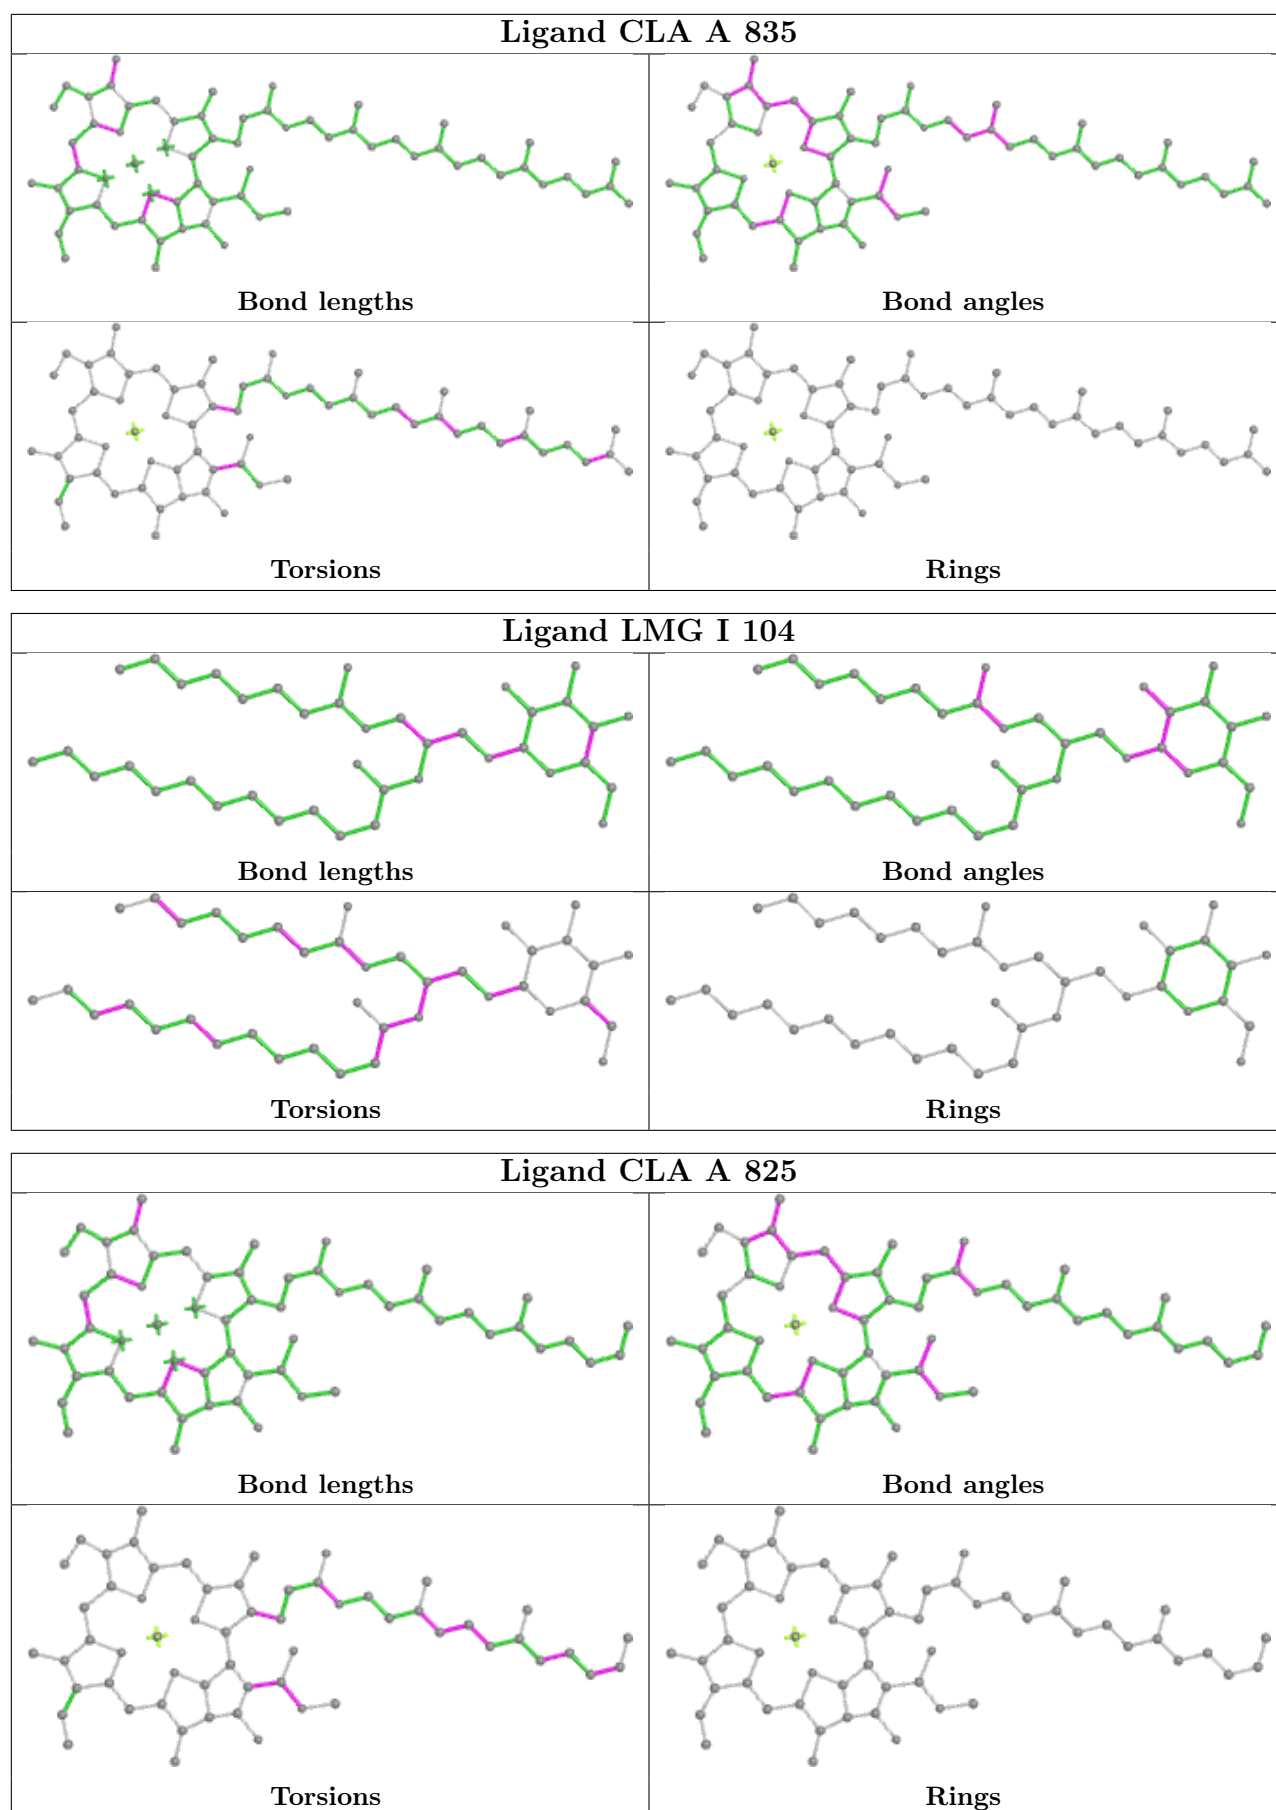 Ligand CLA A 835
Bond lengths
Bond angles
Torsions
Rings
Ligand LMG I 104
Bond lengths
Bond angles
Torsions
Rings
Ligand CLA A 825
Bond lengths
Bond angles
Torsions
Rings